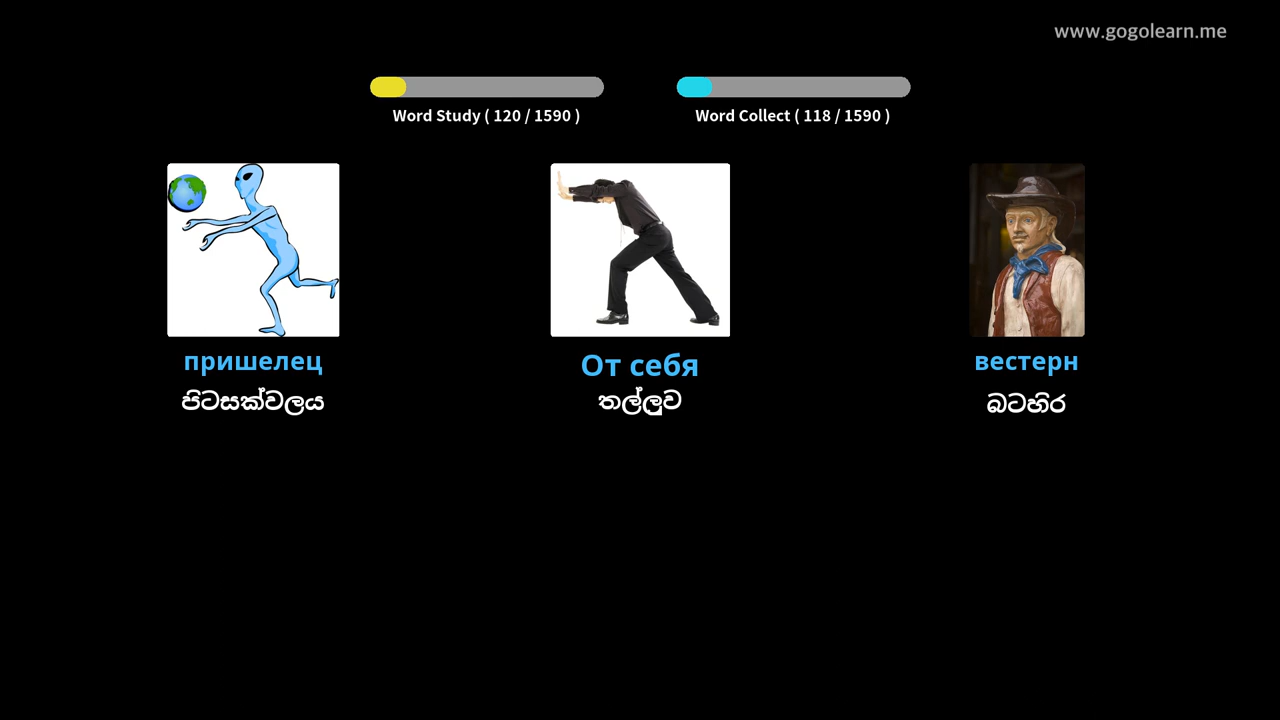 www.gogolearn.me
Word Study ( 120 / 1590 )
Word Collect ( 118 / 1590 )
пришелец
От себя
вестерн
පිටසක්වලය
තල්ලුව
බටහිර